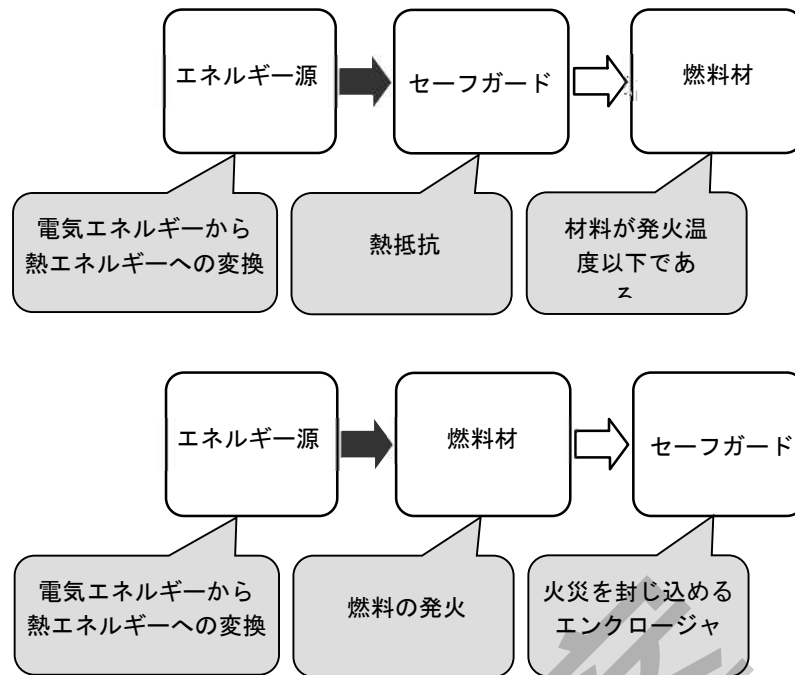 エネルギー源
セーフガード
燃料材
電気エネルギーから
熱エネルギーへの変換
熱抵抗
材料が発火温
度以下であ
る
エネルギー源
燃料材
セーフガード
電気エネルギーから
熱エネルギーへの変換
燃料の発火
火災を封じ込める
エンクロージャ